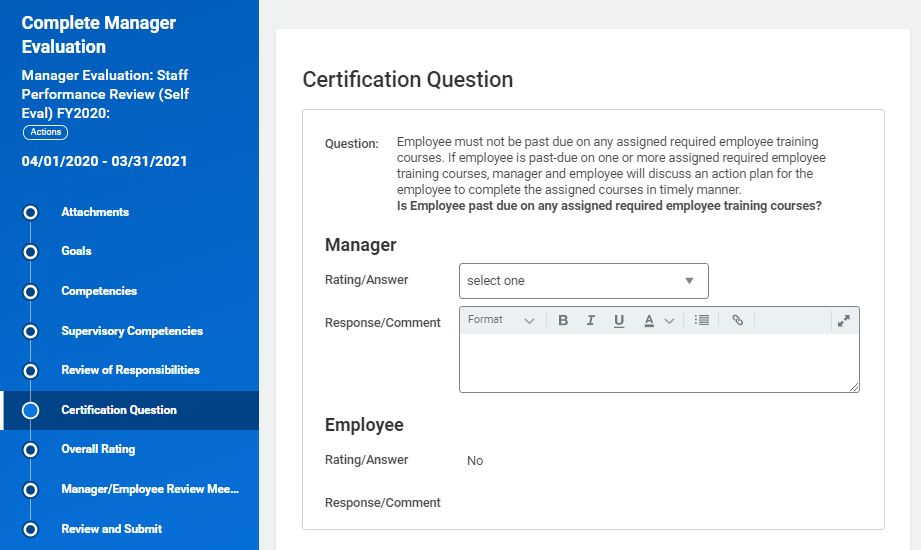 Complete Manager
Evaluation
Manager Evaluation: Staff
Performance Review (Self
Eval) FY2020:
Actions
04/01/2020 - 03/31/2021
Attachments
Goals
Competencies
Supervisory Competencies
Review of Responsibilities
Certification Question
Overall Rating
Manager/Employee Review Mee...
Review and Submit
Certification Question
Question: Employee must not be past due on any assigned required employee training
courses. If employee is past-due on one or more assigned required employee
training courses, manager and employee will discuss an action plan for the
employee to complete the assigned courses in timely manner.
Is Employee past due on any assigned required employee training courses?
Manager
Rating/Answer select one
Response/Comment Format B I U A
Employee
Rating/Answer No
Response/Comment